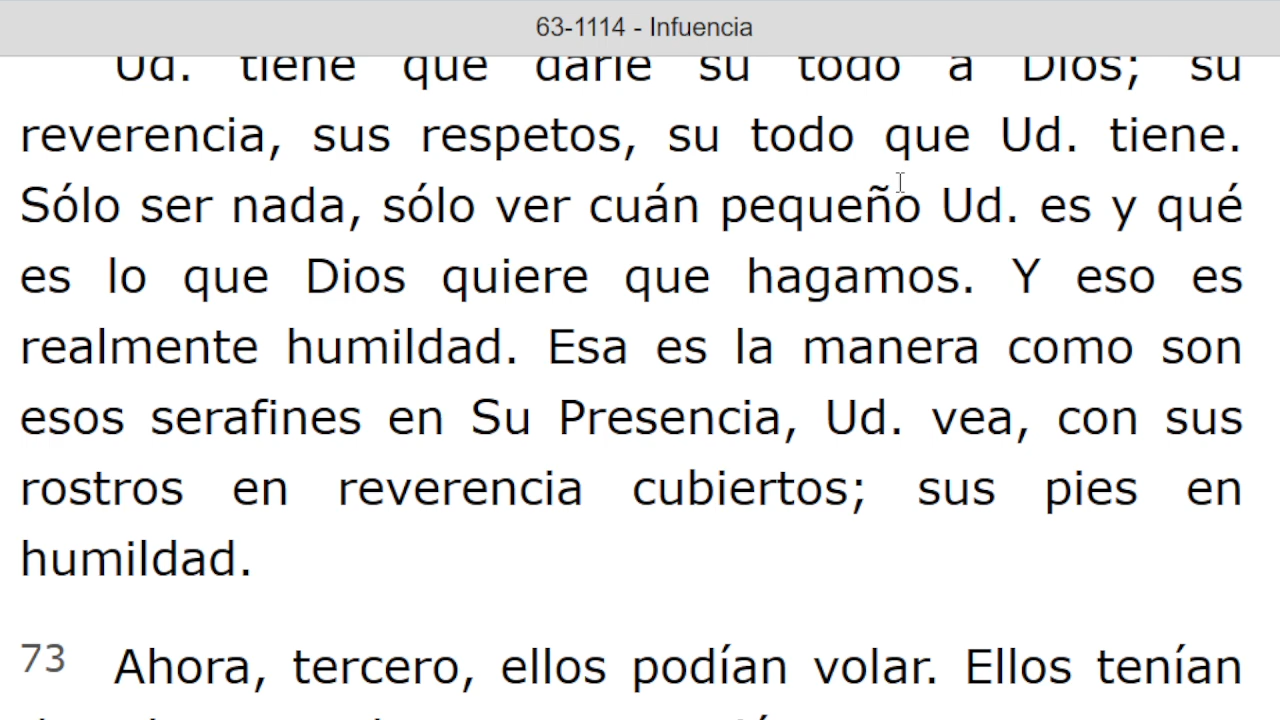 63-1114 - Infuencia
Ud. tiene que darle su todo a Dios; su
reverencia, sus respetos, su todo que Ud. tiene.
Sólo ser nada, sólo ver cuán pequeño Ud. es y qué
es lo que Dios quiere que hagamos. Y eso es
realmente humildad. Esa es la manera como son
esos serafines en Su Presencia, Ud. vea, con sus
rostros en reverencia cubiertos; sus pies en
humildad.
73 Ahora, tercero, ellos podían volar. Ellos tenían